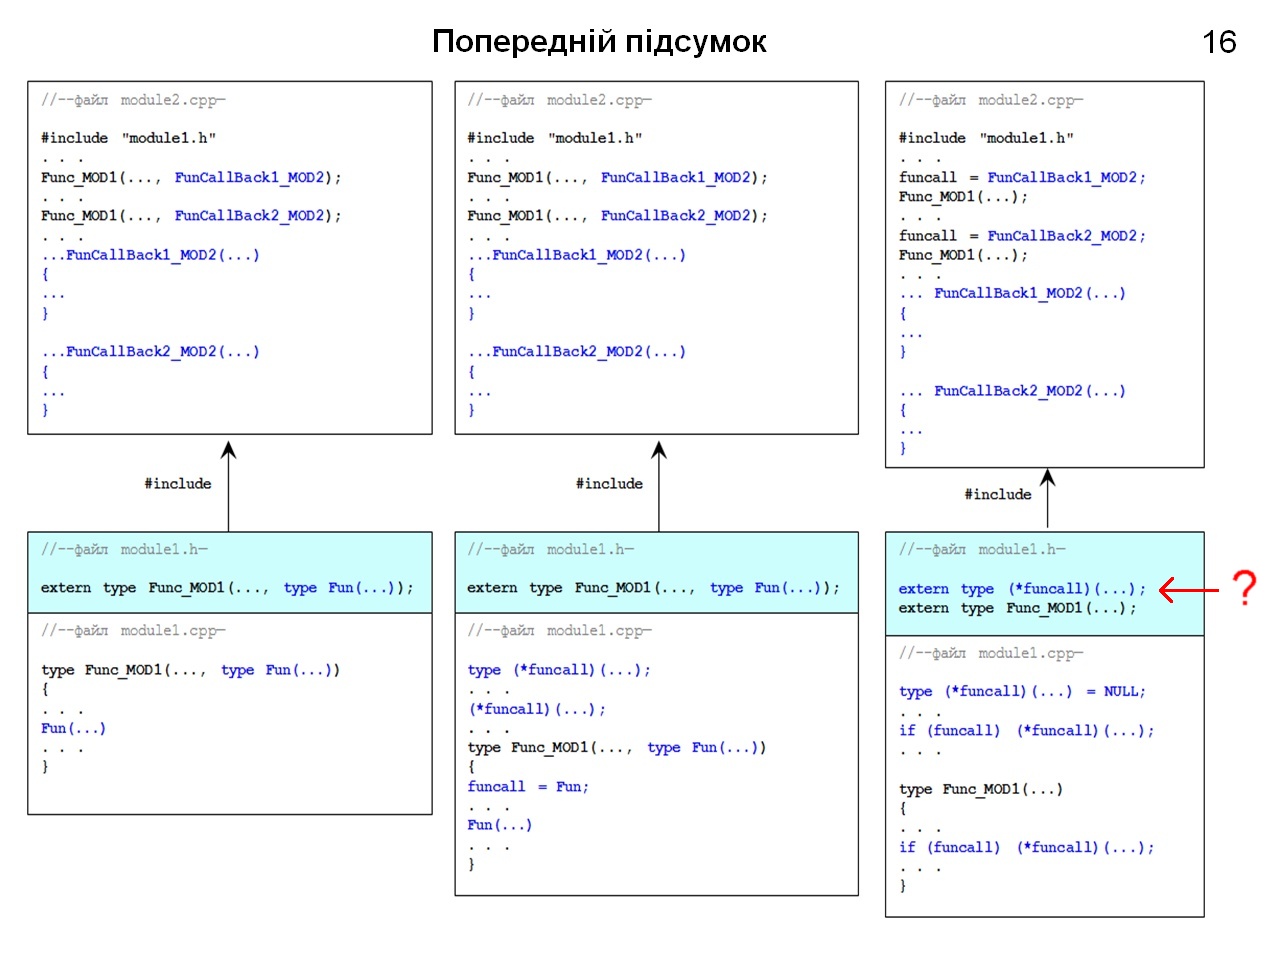 Попередній підсумок
16
//--файл module2.cpp—
#include "module1.h"
. . .
Func_MOD1(..., FunCallBack1_MOD2);
. . .
Func_MOD1(..., FunCallBack2_MOD2);
. . .
...FunCallBack1_MOD2(...)
{
...
}
...FunCallBack2_MOD2(...)
{
...
}
#include
//--файл module1.h—
extern type Func_MOD1(..., type Fun(...));
//--файл module1.cpp—
type Func_MOD1(..., type Fun(...))
{
. . .
Fun(...)
. . .
}
//--файл module2.cpp—
#include "module1.h"
. . .
Func_MOD1(..., FunCallBack1_MOD2);
. . .
Func_MOD1(..., FunCallBack2_MOD2);
. . .
...FunCallBack1_MOD2(...)
{
...
}
...FunCallBack2_MOD2(...)
{
...
}
#include
//--файл module1.h—
extern type Func_MOD1(..., type Fun(...));
//--файл module1.cpp—
type (*funcall)(...);
. . .
(*funcall)(...);
. . .
type Func_MOD1(..., type Fun(...))
{
funcall = Fun;
. . .
Fun(...)
. . .
}
//--файл module2.cpp—
#include "module1.h"
. . .
funcall = FunCallBack1_MOD2;
Func_MOD1(...);
. . .
funcall = FunCallBack2_MOD2;
Func_MOD1(...);
. . .
... FunCallBack1_MOD2(...)
{
...
}
... FunCallBack2_MOD2(...)
{
...
}
#include
//--файл module1.h—
extern type (*funcall)(...);
?
extern type Func_MOD1(...);
//--файл module1.cpp—
type (*funcall)(...) = NULL;
. . .
if (funcall) (*funcall)(...);
. . .
type Func_MOD1(...)
{
. . .
if (funcall) (*funcall)(...);
. . .
}